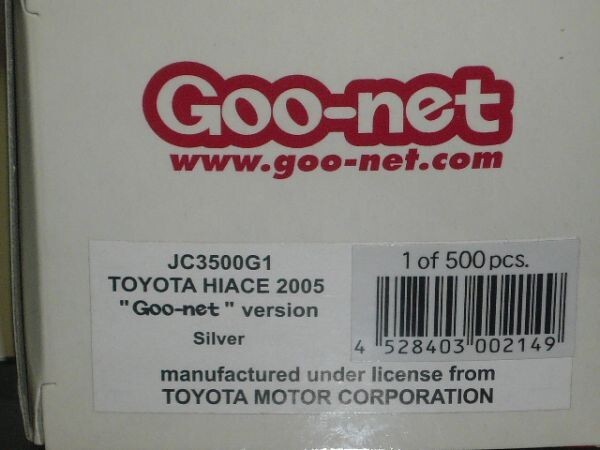 Goo-net
www.goo-net.com
JC3500G1
TOYOTA HIACE 2005
"Goo-net" version
Silver
1 of 500 pcs.
4 528403 002149
manufactured under license from
TOYOTA MOTOR CORPORATION